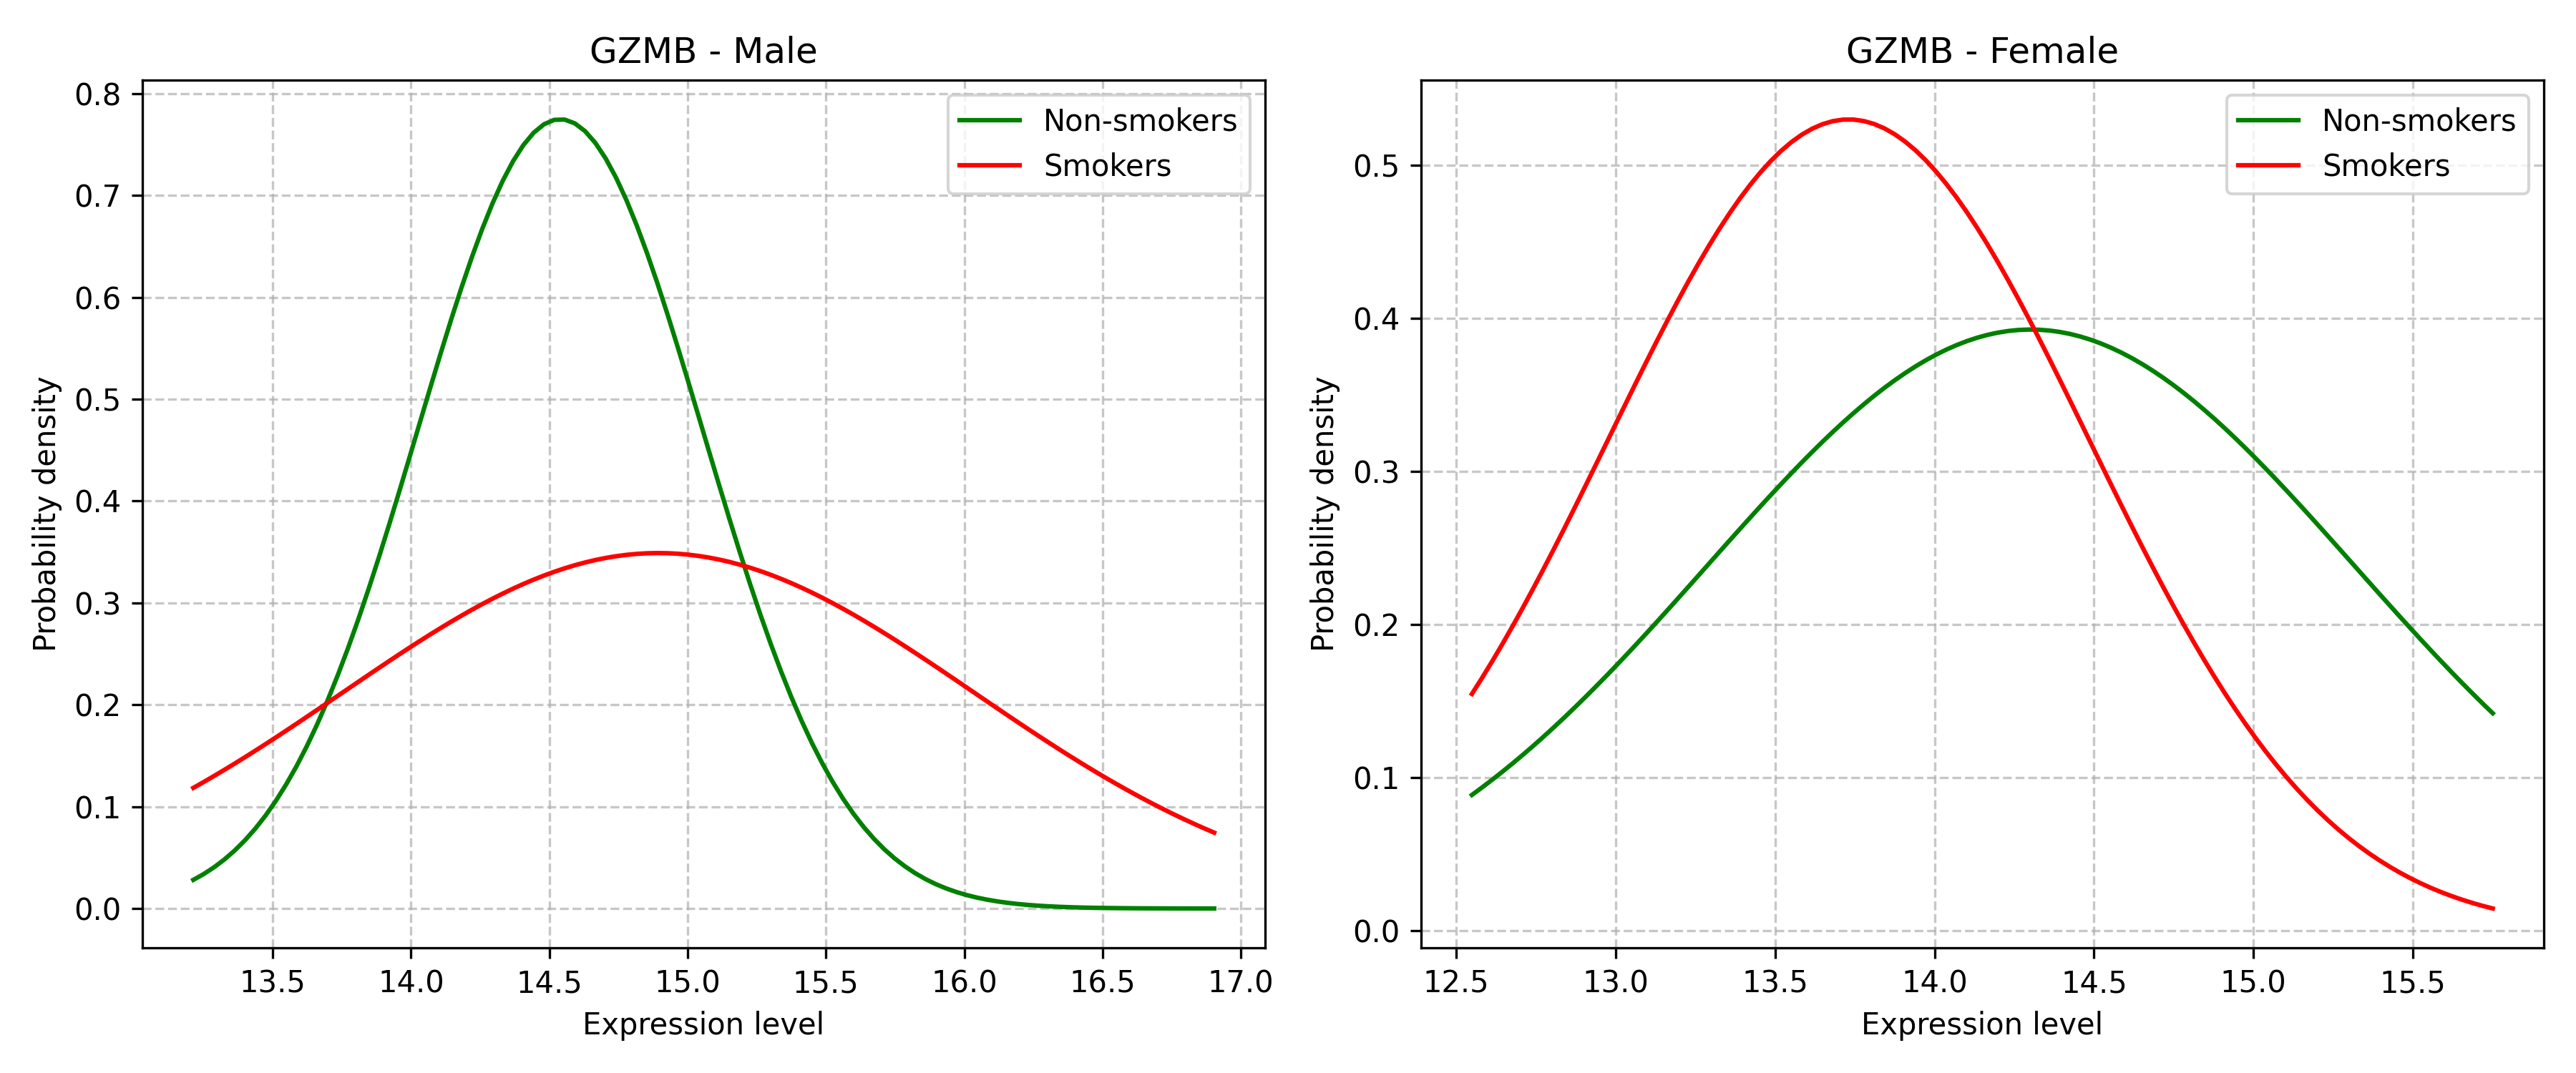 GZMB - Male
Probability density
0.8
0.7
0.6
0.5
0.4
0.3
0.2
0.1
0.0
Non-smokers
Smokers
13.5 14.0 14.5 15.0 15.5 16.0 16.5 17.0
Expression level
GZMB - Female
Probability density
0.5
0.4
0.3
0.2
0.1
0.0
Non-smokers
Smokers
12.5 13.0 13.5 14.0 14.5 15.0 15.5
Expression level